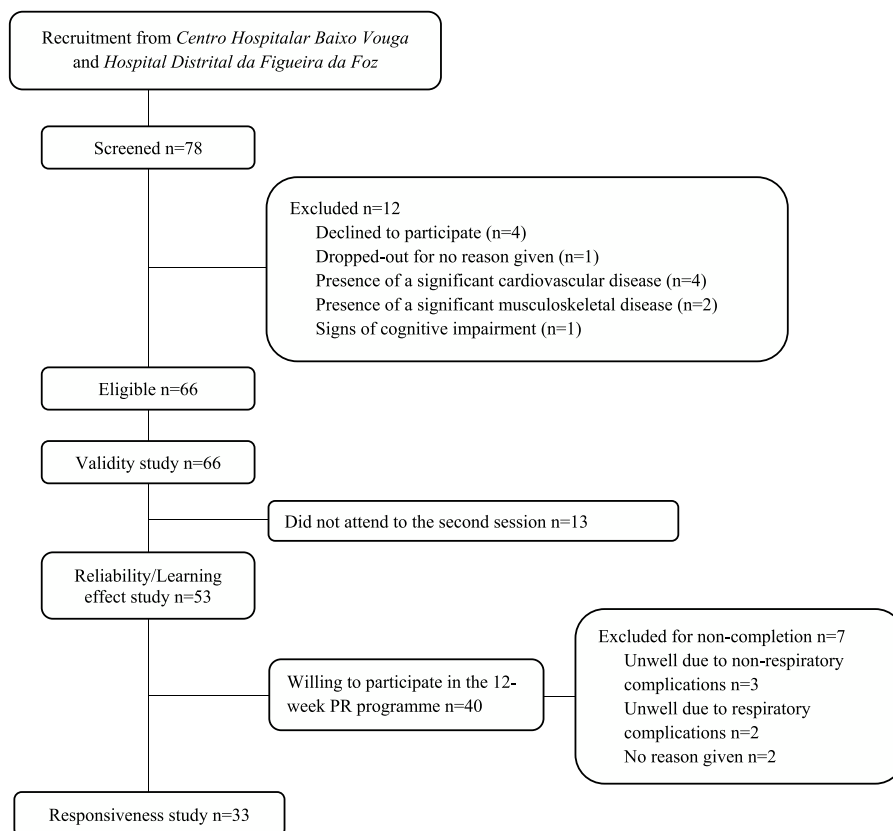 Recruitment from Centro Hospitalar Baixo Vouga
and Hospital Distrital da Figueira da Foz
Screened n=78
Excluded n=12
Declined to participate (n=4)
Dropped-out for no reason given (n=1)
Presence of a significant cardiovascular disease (n=4)
Presence of a significant musculoskeletal disease (n=2)
Signs of cognitive impairment (n=1)
Eligible n=66
Validity study n=66
Did not attend to the second session n=13
Reliability/Learning
effect study n=53
Excluded for non-completion n=7
Unwell due to non-respiratory
complications n=3
Unwell due to respiratory
complications n=2
No reason given n=2
Willing to participate in the 12-
week PR programme n=40
Responsiveness study n=33